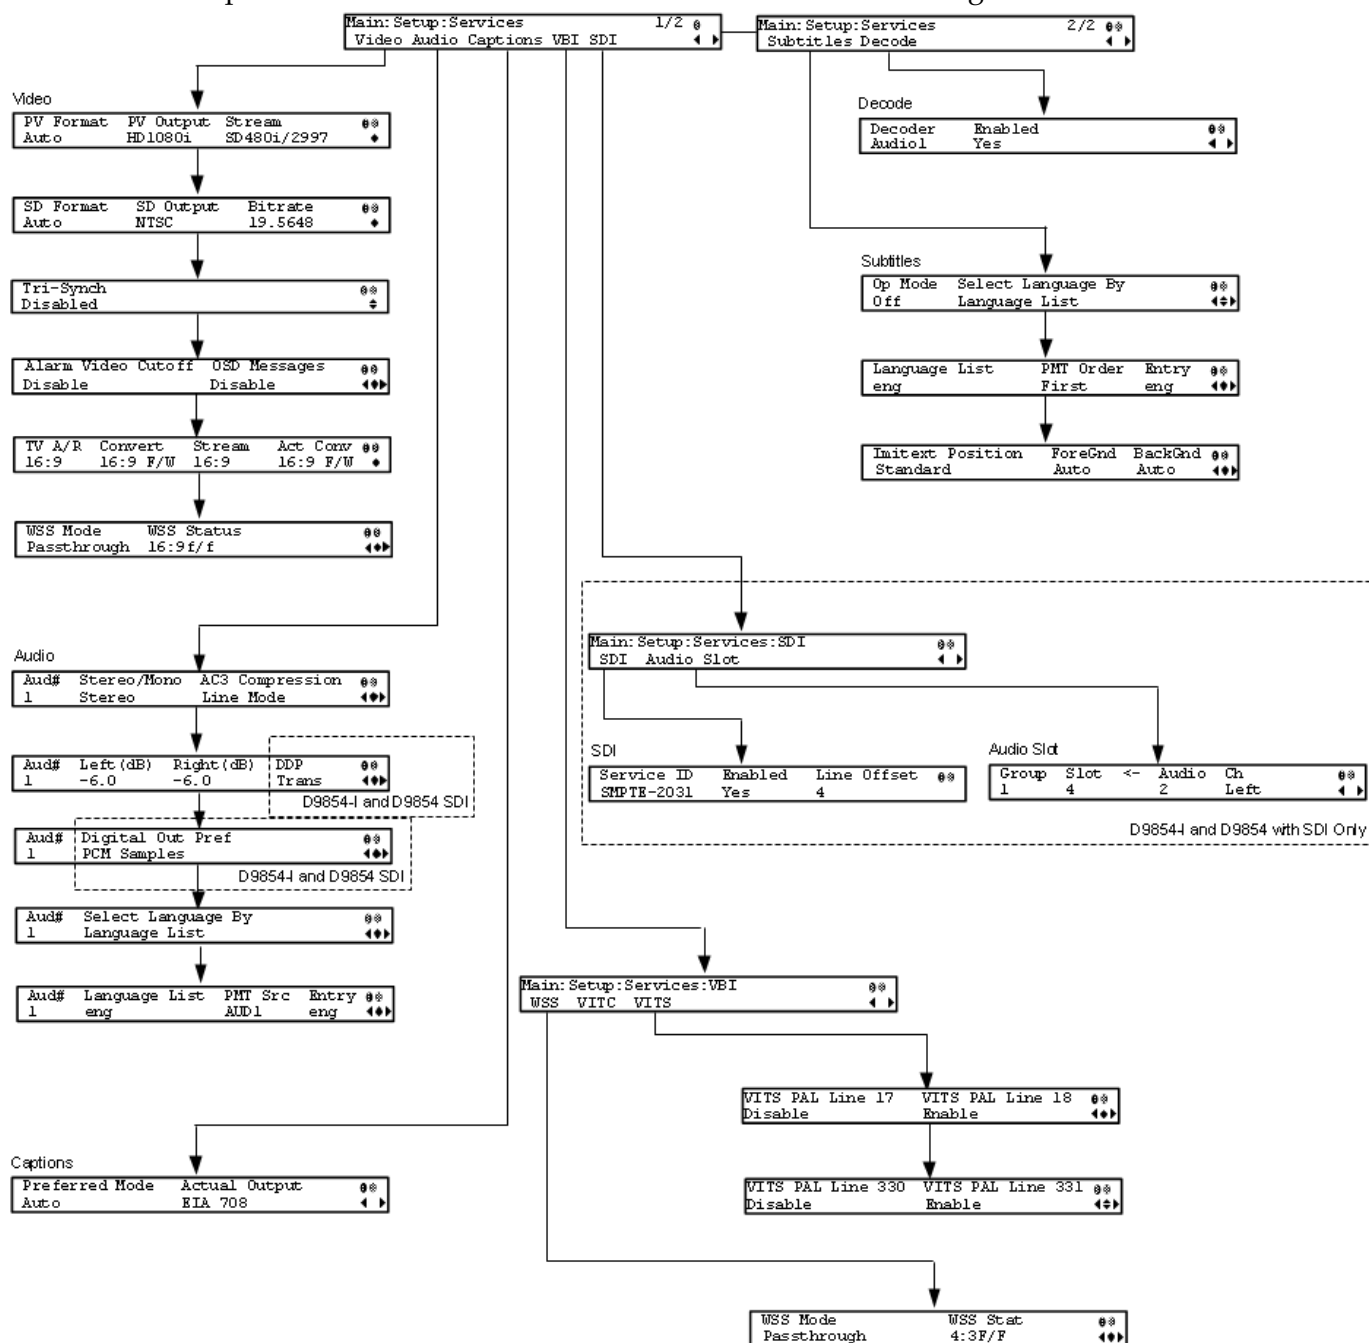 Main:Setup:Services 1/2
Video Audio Captions VBI SDI
Main:Setup:Services 2/2
Subtitles Decode
Video
PV Format PV Output Stream
Auto HD1080i SD480i/2997
SD Format SD Output Bitrate
Auto NTSC 19.5648
Tri-Synch
Disabled
Alarm Video Cutoff OSD Messages
Disable Disable
TV A/R Convert Stream Act Conv
16:9 16:9 F/W 16:9 16:9 F/W
WSS Mode WSS Status
Passthrough 16:9f/f
Decode
Decoder Enabled
Audio1 Yes
Subtitles
Op Mode Select Language By
Off Language List
Language List PMT Order Entry
eng First eng
Imitext Position ForeGnd BackGnd
Standard Auto Auto
Audio
Aud# Stereo/Mono AC3 Compression
1 Stereo Line Mode
Aud# Left(dB) Right(dB) DDP
1 -6.0 -6.0 Trans
D9854-I and D9854 SDI
Aud# Digital Out Pref
1 PCM Samples
D9854-I and D9854 SDI
Aud# Select Language By
1 Language List
Aud# Language List PMT Src Entry
1 eng AUD1 eng
Main:Setup:Services:SDI
SDI Audio Slot
SDI
Service ID Enabled Line Offset
SMPTE-2031 Yes 4
Audio Slot
Group Slot <- Audio Ch
1 4 2 Left
D9854-I and D9854 with SDI Only
Main:Setup:Services:VBI
WSS VITC VITS
VITS PAL Line 17 VITS PAL Line 18
Disable Enable
VITS PAL Line 330 VITS PAL Line 331
Disable Enable
Captions
Preferred Mode Actual Output
Auto EIA 708
WSS Mode WSS Stat
Passthrough 4:3F/F